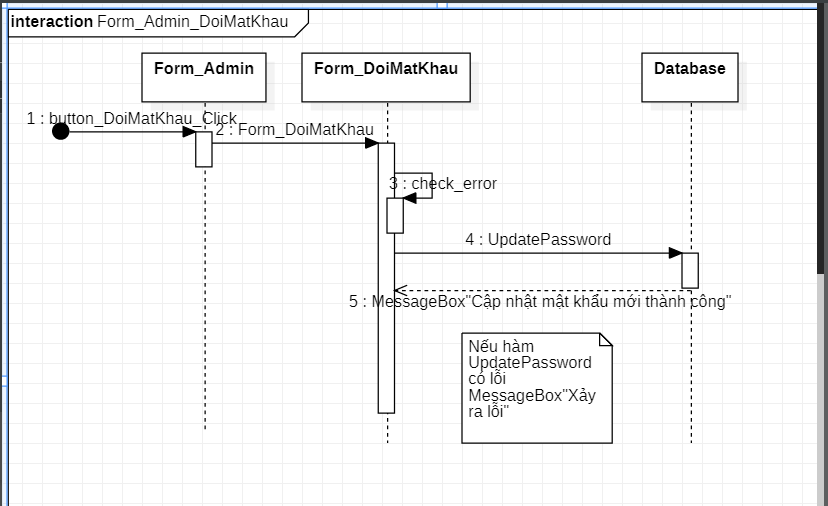 interaction Form_Admin_DoiMatKhau
Form_Admin
Form_DoiMatKhau
Database
1 : button_DoiMatKhau_Click
2 : Form_DoiMatKhau
3 : check_error
4 : UpdatePassword
5 : MessageBox"Cập nhật mật khẩu mới thành công"
Nếu hàm
UpdatePassword
có lỗi
MessageBox"Xảy
ra lỗi"